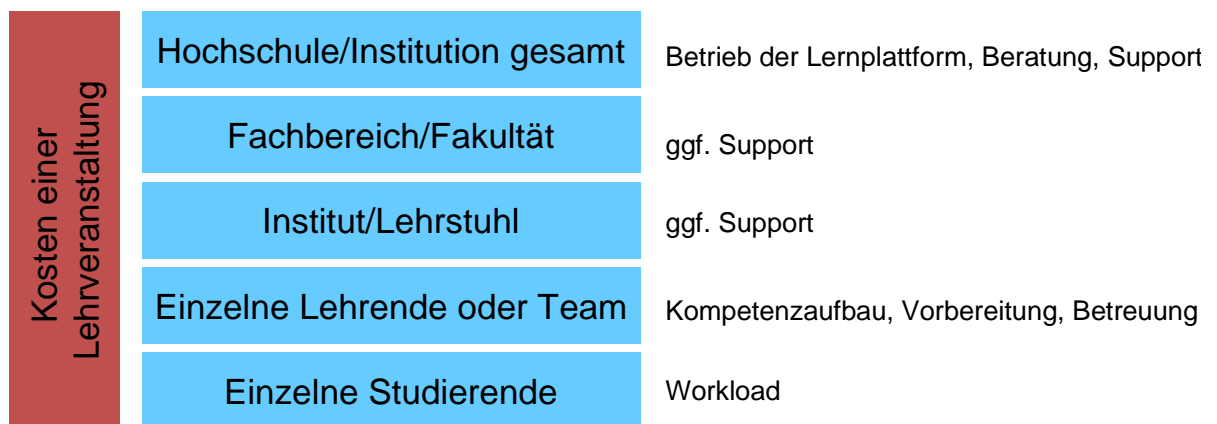 Kosten einer
Lehrveranstaltung
Hochschule/Institution gesamt
Betrieb der Lernplattform, Beratung, Support
Fachbereich/Fakultät
ggf. Support
Institut/Lehrstuhl
ggf. Support
Einzelne Lehrende oder Team
Kompetenzaufbau, Vorbereitung, Betreuung
Einzelne Studierende
Workload